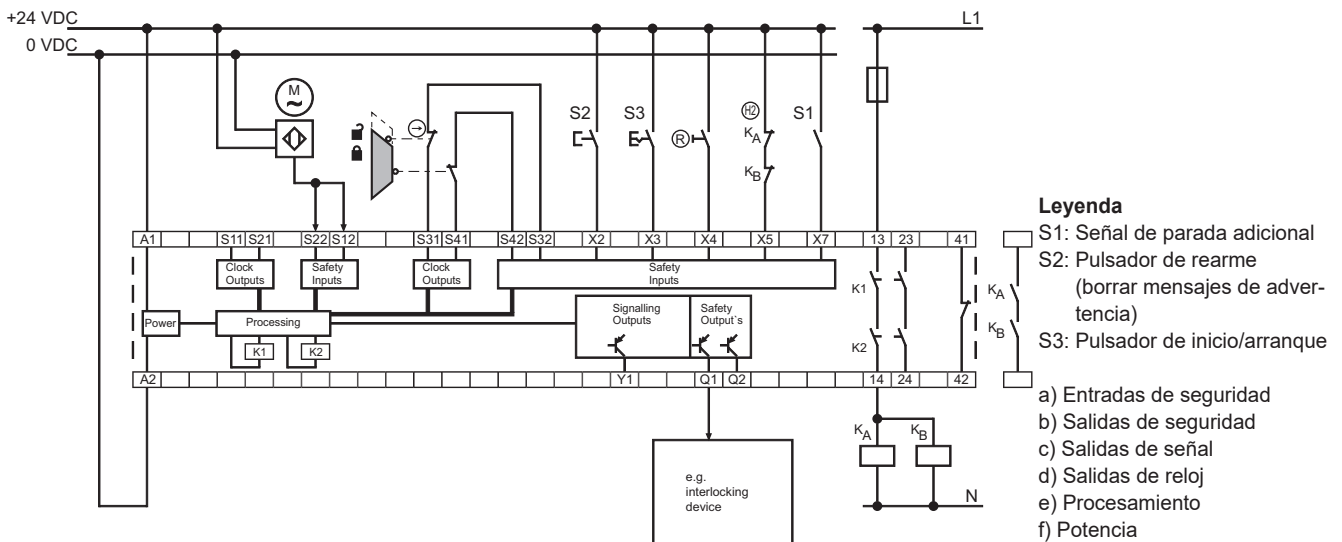 +24 VDC
L1
0 VDC
M
~
S2
S3
H2
S1
KA
R
KB
A1 S11 S21 S22 S12 S31 S41 S42 S32 X2 X3 X4 X5 X7 13 23 41
Clock Outputs
Safety Inputs
Clock Outputs
Safety Inputs
K1
KA
Signalling Outputs
Safety Output`s
Power
Processing
KB
K1
K2
K2
A2 Y1 Q1 Q2 14 24 42
KA
KB
e.g.
interlocking
device
N
Leyenda
S1: Señal de parada adicional
S2: Pulsador de rearme
(borrar mensajes de adver-
tencia)
S3: Pulsador de inicio/arranque
a) Entradas de seguridad
b) Salidas de seguridad
c) Salidas de señal
d) Salidas de reloj
e) Procesamiento
f) Potencia